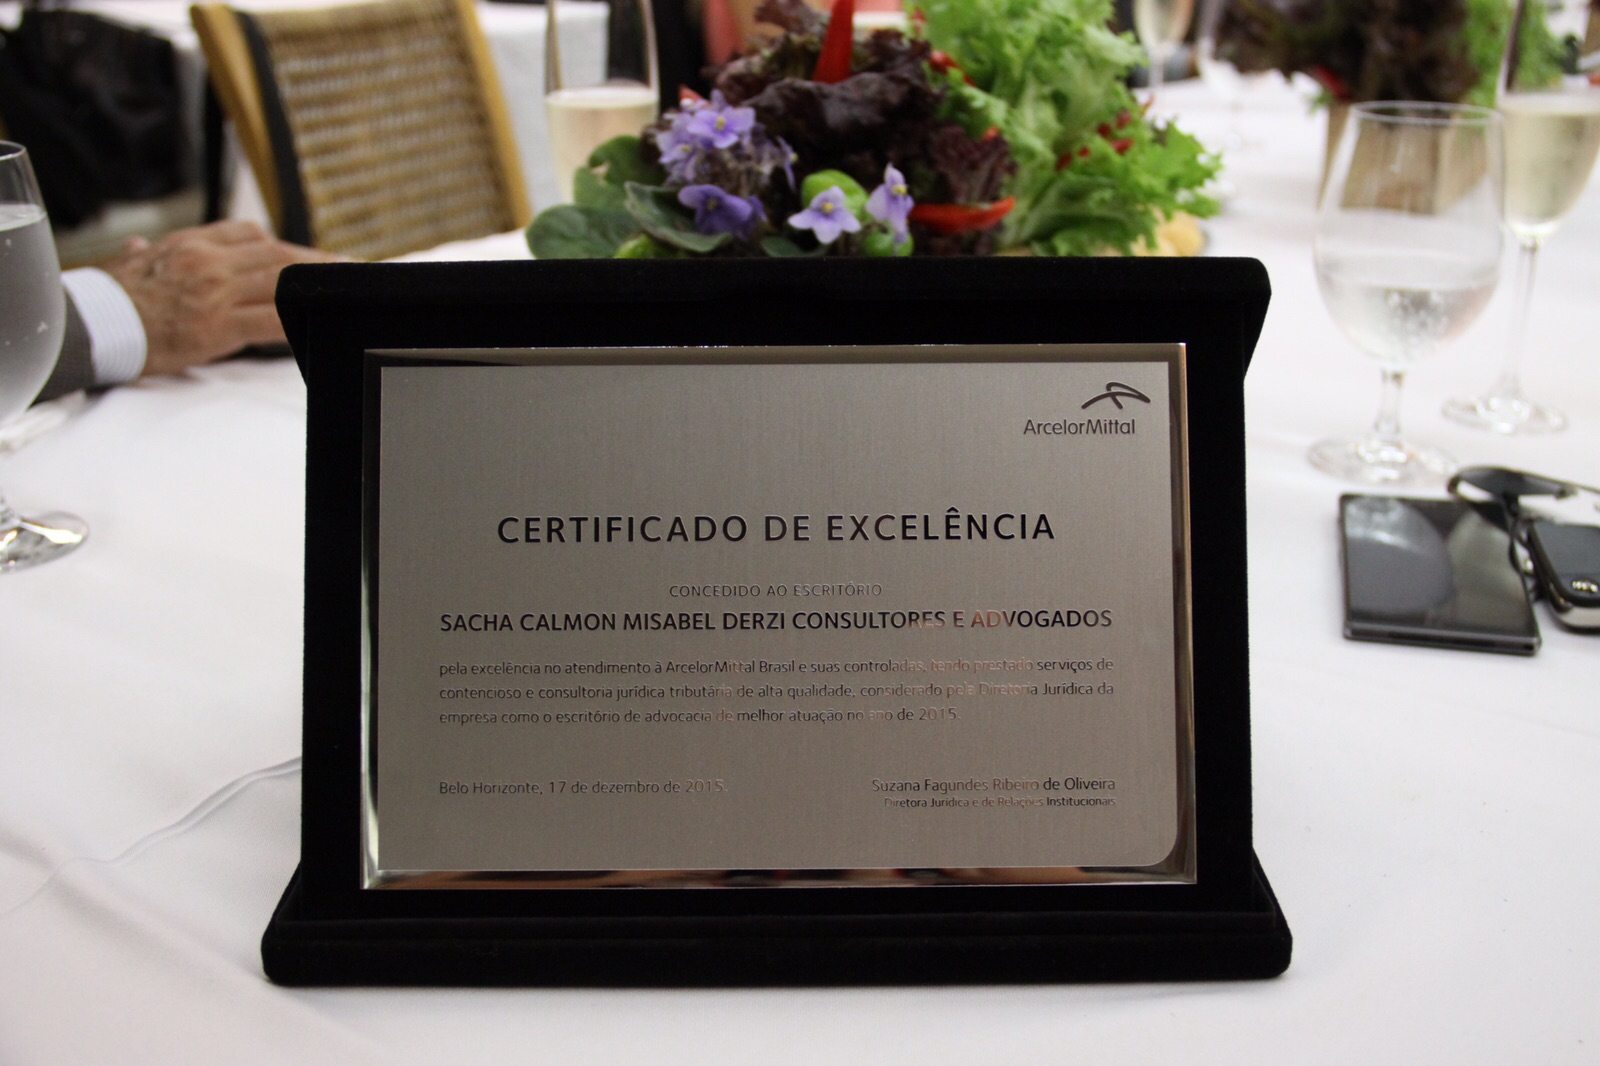 ArcelorMittal
CERTIFICADO DE EXCELÊNCIA
CONCEDIDO AO ESCRITÓRIO
SACHA CALMON MISABEL DERZI CONSULTORES E ADVOGADOS
pela excelência no atendimento à ArcelorMittal Brasil e suas controladas, tendo prestado serviços de
contencioso e consultoria jurídica tributária de alta qualidade, considerado pela Diretoria Jurídica da
empresa como o escritório de advocacia de melhor atuação no ano de 2015.
Belo Horizonte, 17 de dezembro de 2015.
Suzana Fagundes Ribeiro de Oliveira
Diretora Jurídica e de Relações Institucionais